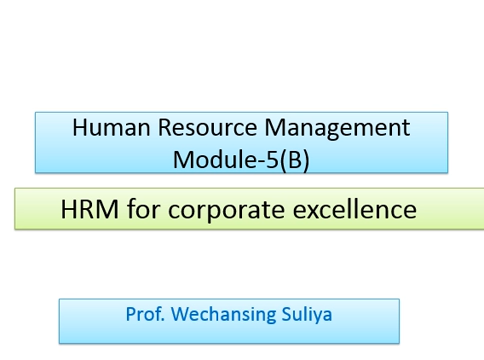 Human Resource Management
Module-5(B)
HRM for corporate excellence
Prof. Wechansing Suliya